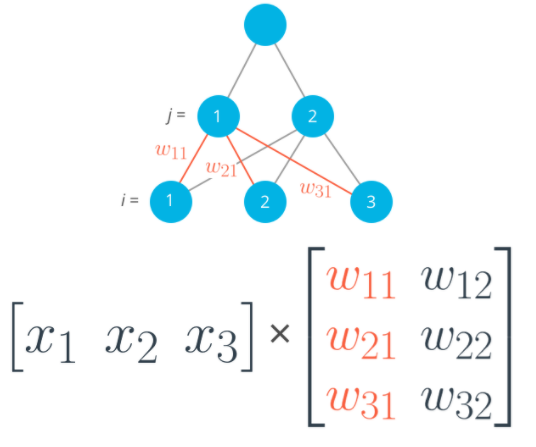 j = 1 2
w₁₁ w₂₁ w₃₁
i = 1 2 3
[x₁ x₂ x₃] × [w₁₁ w₁₂
w₂₁ w₂₂
w₃₁ w₃₂]